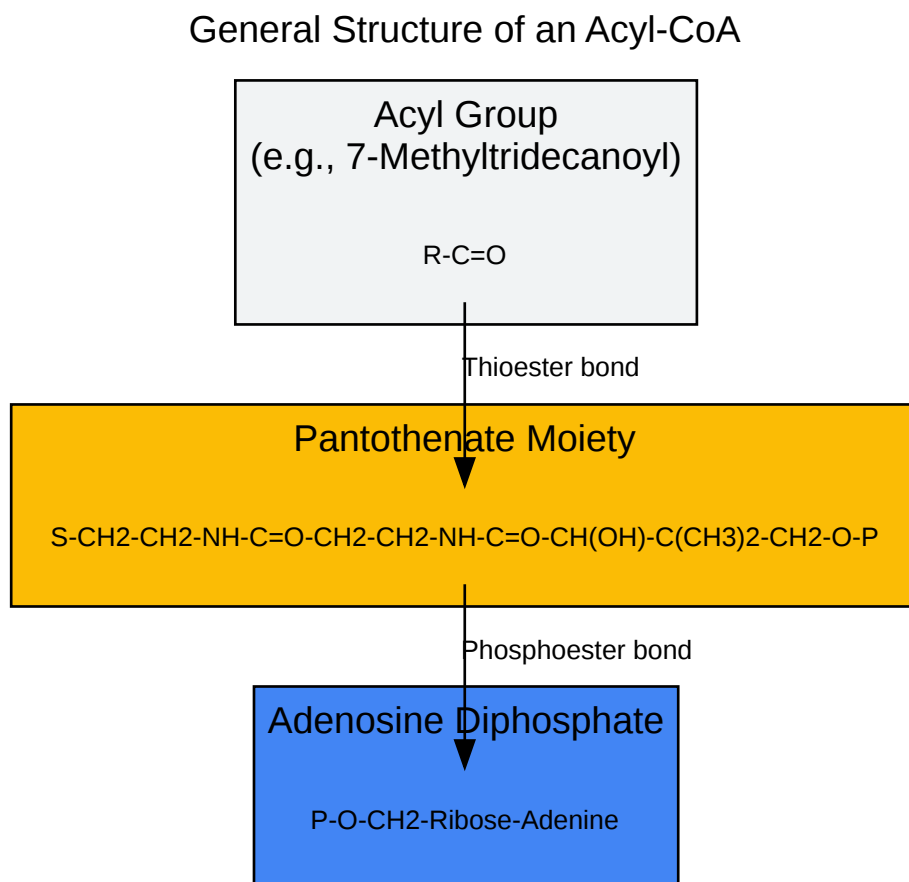 General Structure of an Acyl-CoA
Acyl Group
(e.g., 7-Methyltridecanoyl)
R-C=O
Thioester bond
Pantothenate Moiety
S-CH2-CH2-NH-C=O-CH2-CH2-NH-C=O-CH(OH)-C(CH3)2-CH2-O-P
Phosphoester bond
Adenosine Diphosphate
P-O-CH2-Ribose-Adenine